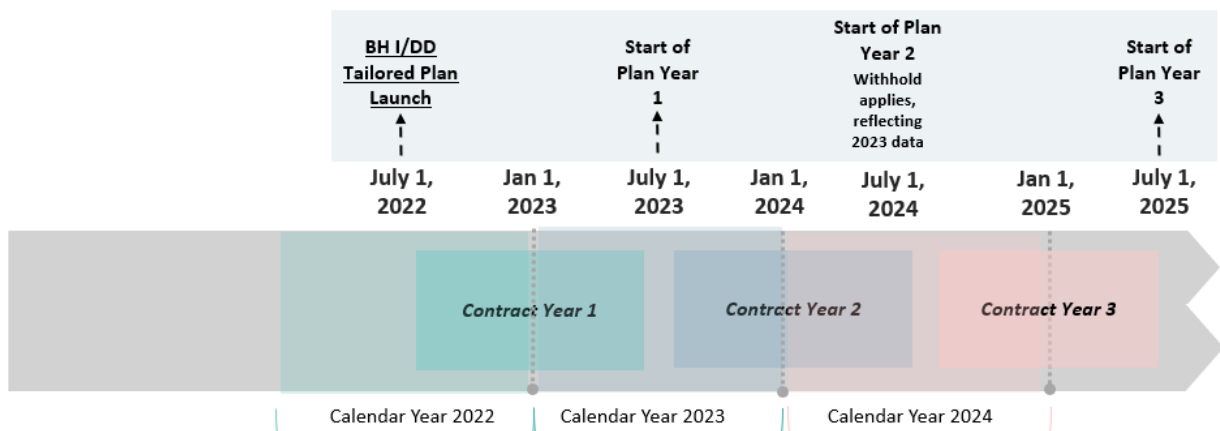 BH I/DD
Tailored Plan
Launch
Start of
Plan Year
1
Start of Plan
Year 2
Withhold
applies,
reflecting
2023 data
Start of
Plan Year
3
July 1,
2022
Jan 1,
2023
July 1,
2023
Jan 1,
2024
July 1,
2024
Jan 1,
2025
July 1,
2025
Contract Year 1
Contract Year 2
Contract Year 3
Calendar Year 2022
Calendar Year 2023
Calendar Year 2024